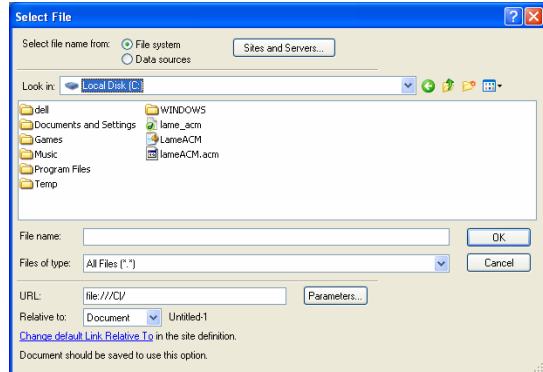 Select File
Select file name from: File system Sites and Servers...
Data sources
Look in: Local Disk (C:)
dell WINDOWS
Documents and Settings lame_acm
Games LameACM
Music lameACM.acm
Program Files
Temp
File name: OK
Files of type: All Files (*.*) Cancel
URL: file:///C|/ Parameters...
Relative to: Document Untitled-1
Change default Link Relative To in the site definition.
Document should be saved to use this option.